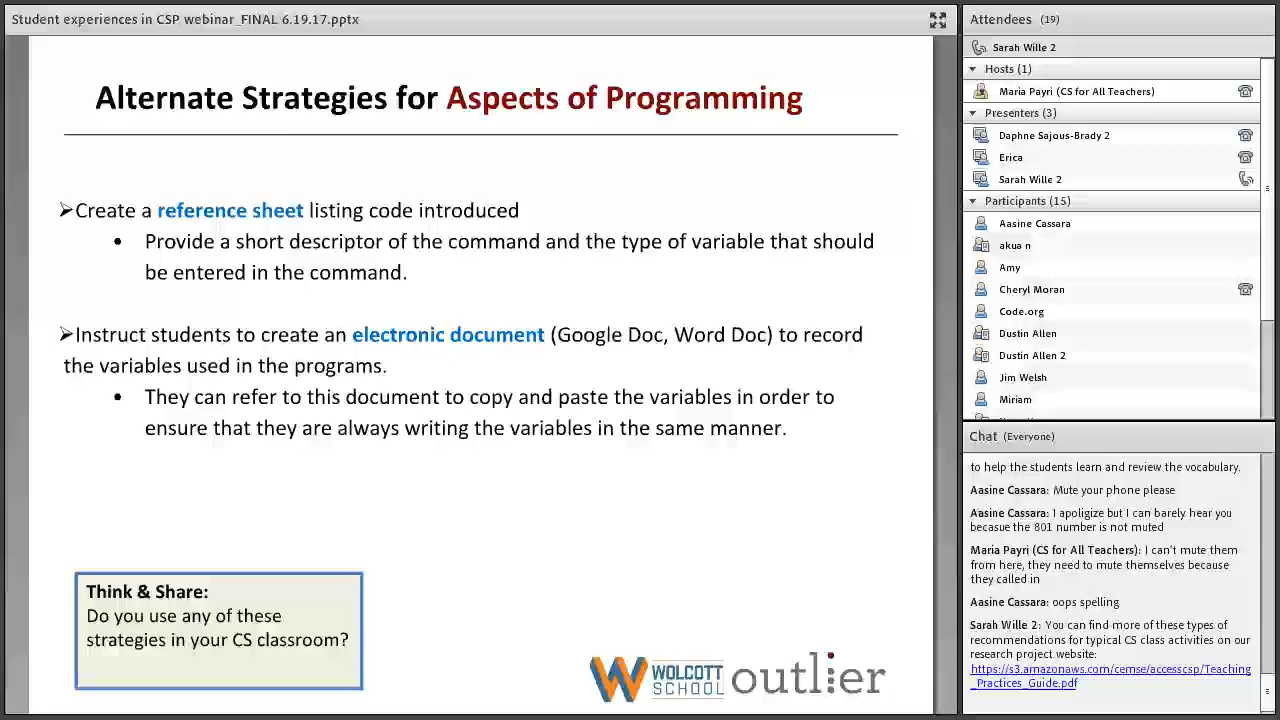 Student experiences in CSP webinar_FINAL 6.19.17.pptx
Alternate Strategies for Aspects of Programming
➢Create a reference sheet listing code introduced
• Provide a short descriptor of the command and the type of variable that should
be entered in the command.
➢Instruct students to create an electronic document (Google Doc, Word Doc) to record
the variables used in the programs.
• They can refer to this document to copy and paste the variables in order to
ensure that they are always writing the variables in the same manner.
Think & Share:
Do you use any of these
strategies in your CS classroom?
W WOLCOTT
SCHOOL
outlier
Attendees (19)
Sarah Wille 2
Hosts (1)
Maria Payri (CS for All Teachers)
Presenters (3)
Daphne Sajous-Brady 2
Erica
Sarah Wille 2
Participants (15)
Aasine Cassara
akua n
Amy
Cheryl Moran
Code.org
Dustin Allen
Dustin Allen 2
Jim Welsh
Miriam
Chat (Everyone)
to help the students learn and review the vocabulary.
Aasine Cassara: Mute your phone please
Aasine Cassara: I apoligize but I can barely hear you
becasue the 801 number is not muted
Maria Payri (CS for All Teachers): I can't mute them
from here, they need to mute themselves because
they called in
Aasine Cassara: oops spelling
Sarah Wille 2: You can find more of these types of
recommendations for typical CS class activities on our
research project website:
https://s3.amazonaws.com/cemse/accesscsp/Teaching
_Practices_Guide.pdf